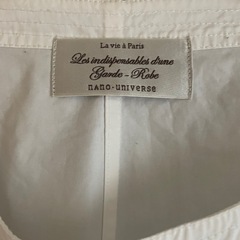 La vie à Paris
Les indispensables d'une
Garde - Robe
nano·universe